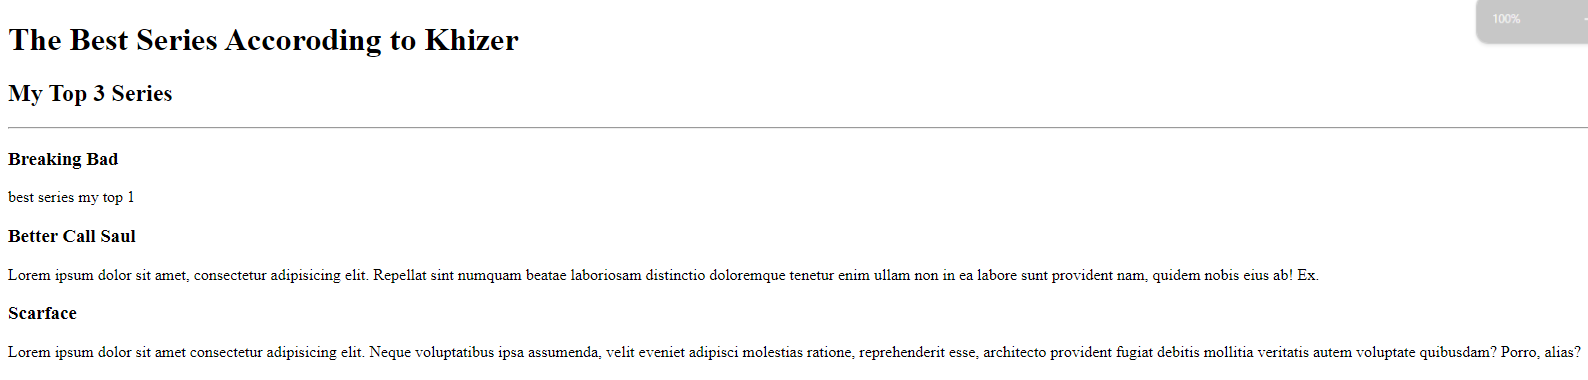 The Best Series Accoroding to Khizer
100%
My Top 3 Series
Breaking Bad
best series my top 1
Better Call Saul
Lorem ipsum dolor sit amet, consectetur adipisicing elit. Repellat sint numquam beatae laboriosam distinctio doloremque tenetur enim ullam non in ea labore sunt provident nam, quidem nobis eius ab! Ex.
Scarface
Lorem ipsum dolor sit amet consectetur adipisicing elit. Neque voluptatibus ipsa assumenda, velit eveniet adipisci molestias ratione, reprehenderit esse, architecto provident fugiat debitis mollitia veritatis autem voluptate quibusdam? Porro, alias?